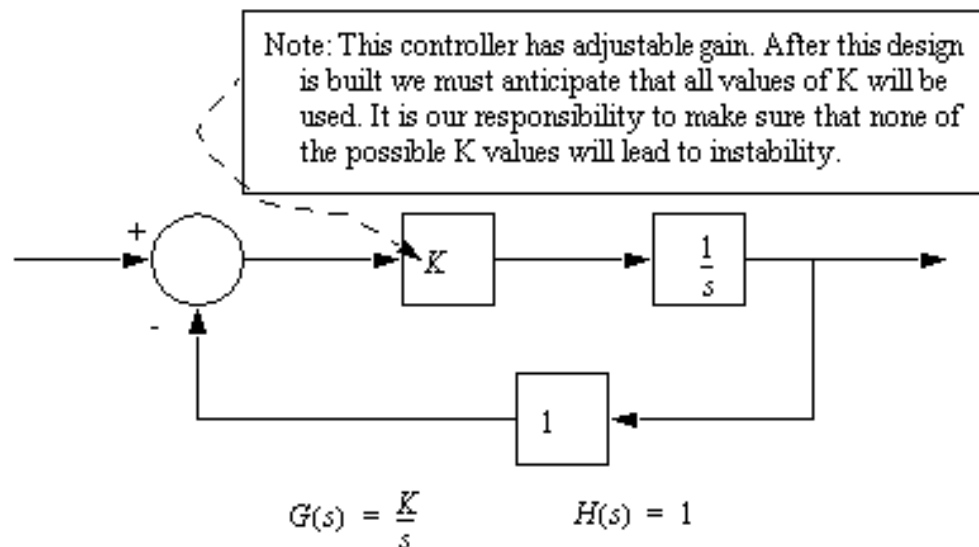 Note: This controller has adjustable gain. After this design
is built we must anticipate that all values of K will be
used. It is our responsibility to make sure that none of
the possible K values will lead to instability.
+
K
1
s
-
1
G(s) = K/s
H(s) = 1